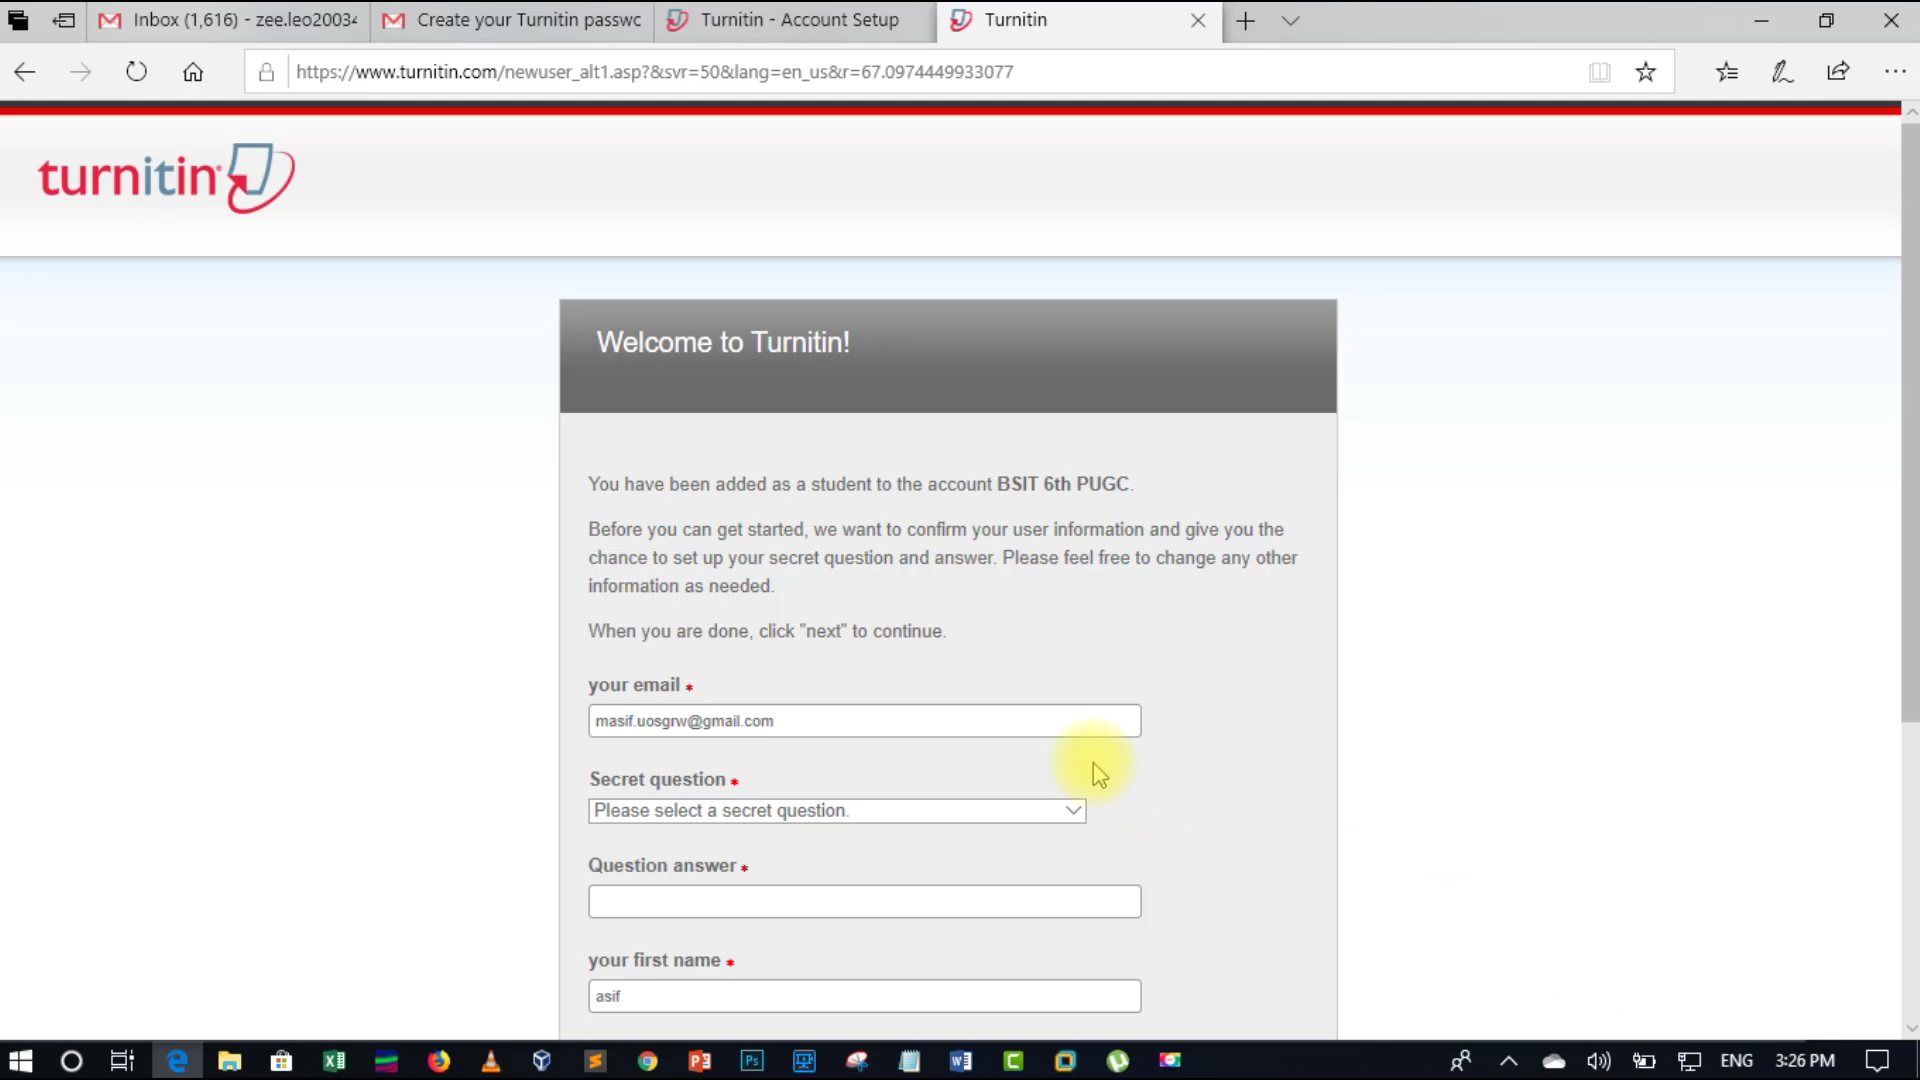 Inbox (1,616) - zee.leo20034
Create your Turnitin passwo
Turnitin - Account Setup
Turnitin
https://www.turnitin.com/newuser_alt1.asp?&svr=50&lang=en_us&r=67.0974449933077
turnitin
Welcome to Turnitin!
You have been added as a student to the account BSIT 6th PUGC.
Before you can get started, we want to confirm your user information and give you the
chance to set up your secret question and answer. Please feel free to change any other
information as needed.
When you are done, click "next" to continue.
your email *
masif.uosgrw@gmail.com
Secret question *
Please select a secret question.
Question answer *
your first name *
asif
ENG
3:26 PM